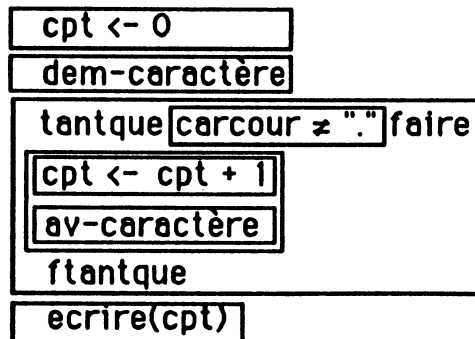 cpt <- 0
dem-caractère
tantque carcour ≠ "." faire
cpt <- cpt + 1
av-caractère
ftantque
ecrire(cpt)